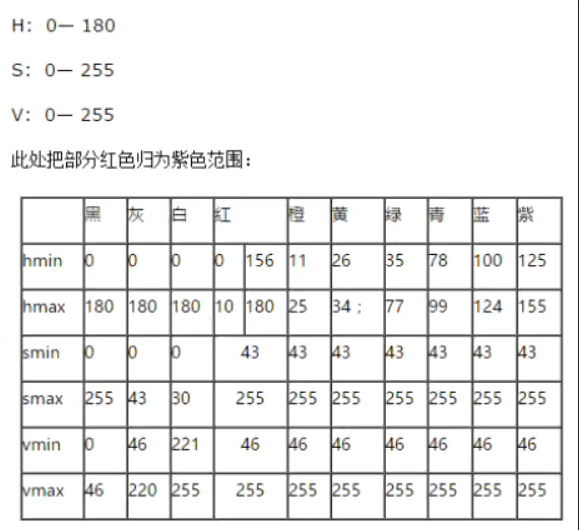 H：0— 180
S：0— 255
V：0— 255
此处把部分红色归为紫色范围：
黑 灰 白 红 橙 黄 绿 青 蓝 紫
hmin 0 0 0 0 156 11 26 35 78 100 125
hmax 180 180 180 10 180 25 34； 77 99 124 155
smin 0 0 0 43 43 43 43 43 43 43
smax 255 43 30 255 255 255 255 255 255 255
vmin 0 46 221 46 46 46 46 46 46 46
vmax 46 220 255 255 255 255 255 255 255 255